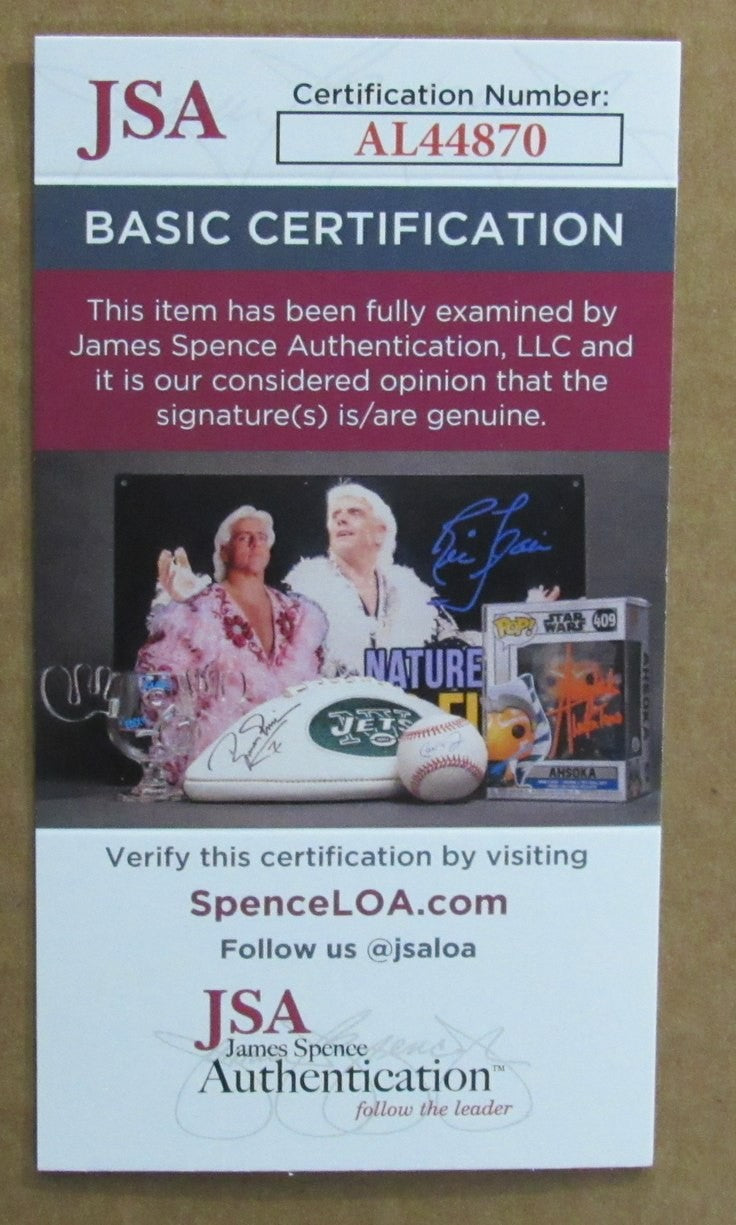 JSA
Certification Number:
AL44870
BASIC CERTIFICATION
This item has been fully examined by
James Spence Authentication, LLC and
it is our considered opinion that the
signature(s) is/are genuine.
NATURE
POP!
STAR
WARS
409
AHSOKA
JETS
AHSOKA
Verify this certification by visiting
SpenceLOA.com
Follow us @jsaloa
JSA
James Spence
Authentication™
follow the leader